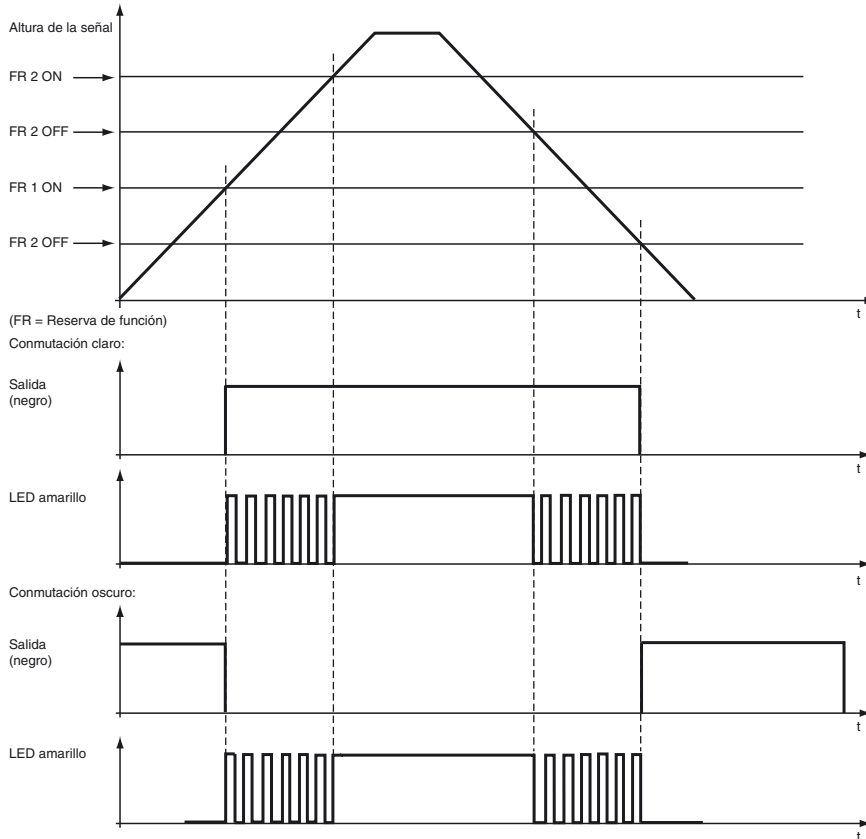 Altura de la señal
FR 2 ON
FR 2 OFF
FR 1 ON
FR 2 OFF
t
(FR = Reserva de función)
Conmutación claro:
Salida
(negro)
t
LED amarillo
t
Conmutación oscuro:
Salida
(negro)
t
LED amarillo
t